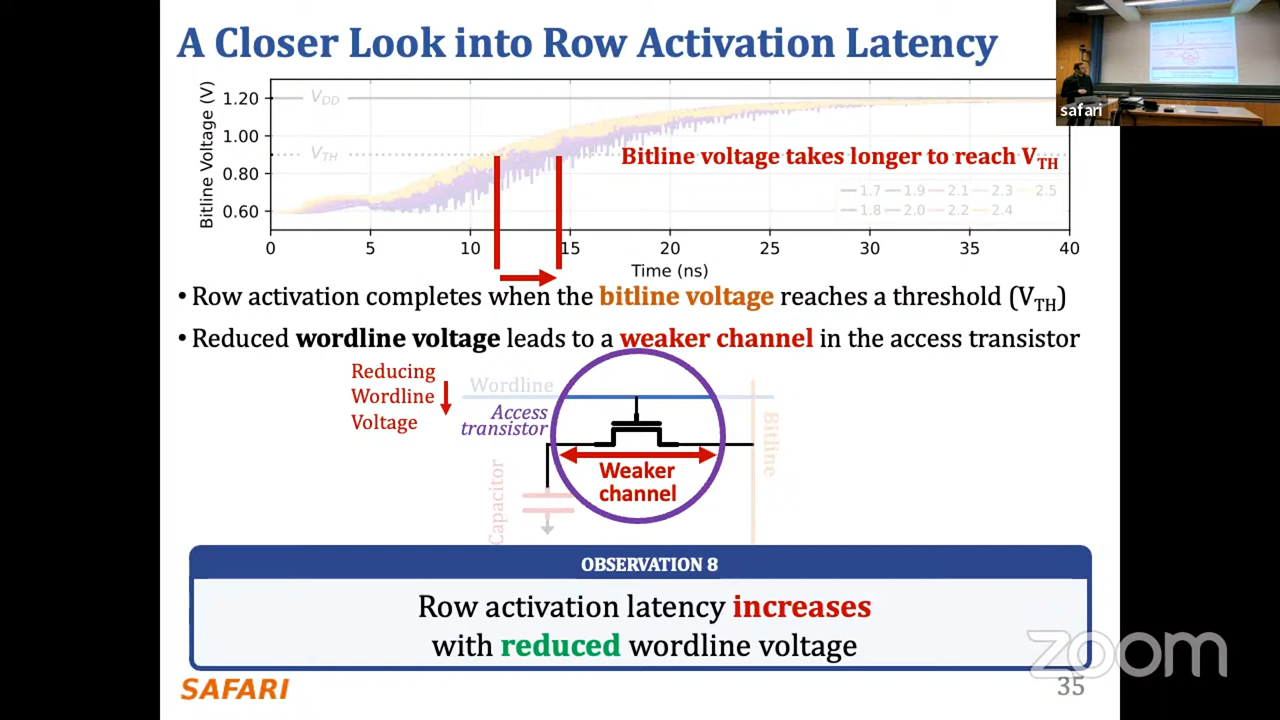 A Closer Look into Row Activation Latency
safari
Bitline Voltage (V)
1.20
1.00
0.80
0.60
VDD
VTH
Bitline voltage takes longer to reach VTH
1.7 1.9 2.1 2.3 2.5
1.8 2.0 2.2 2.4
0 5 10 15 20 25 30 35 40
Time (ns)
• Row activation completes when the bitline voltage reaches a threshold (VTH)
• Reduced wordline voltage leads to a weaker channel in the access transistor
Reducing
Wordline
Voltage
Wordline
Access
transistor
Capacitor
Bitline
Weaker
channel
OBSERVATION 8
Row activation latency increases
with reduced wordline voltage
zoom
SAFARI
35